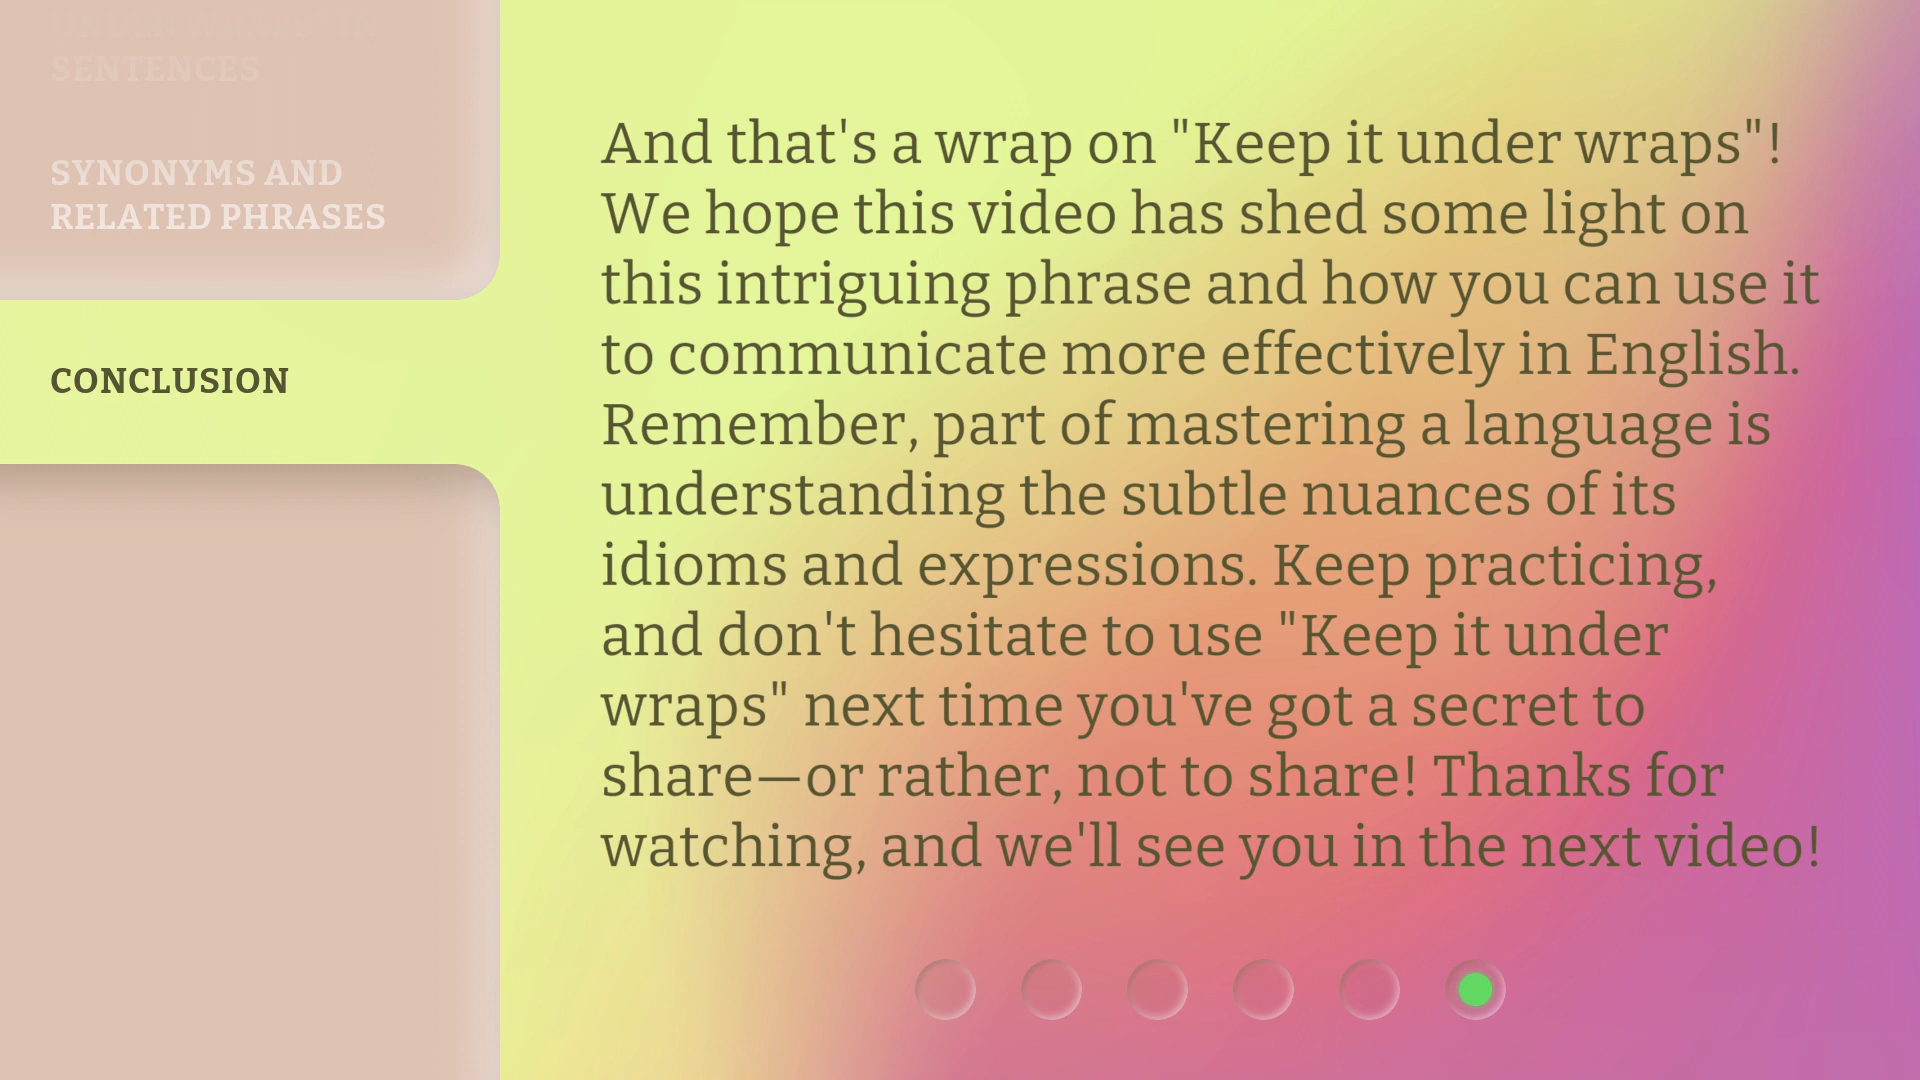 UNDER WRAPS" IN
SENTENCES
SYNONYMS AND
RELATED PHRASES
CONCLUSION
And that's a wrap on "Keep it under wraps"!
We hope this video has shed some light on
this intriguing phrase and how you can use it
to communicate more effectively in English.
Remember, part of mastering a language is
understanding the subtle nuances of its
idioms and expressions. Keep practicing,
and don't hesitate to use "Keep it under
wraps" next time you've got a secret to
share—or rather, not to share! Thanks for
watching, and we'll see you in the next video!